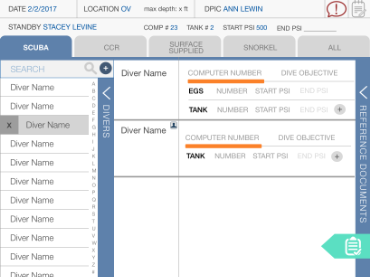 DATE 2/2/2017 LOCATION OV max depth: x ft DPIC ANN LEWIN
STANDBY STACEY LEVINE COMP # 23 TANK # 2 START PSI 500 END PSI ________
SCUBA CCR SURFACE SUPPLIED SNORKEL ALL
SEARCH
Diver Name
Diver Name
X Diver Name
Diver Name
Diver Name
Diver Name
Diver Name
Diver Name
Diver Name
Diver Name
Diver Name
A
B
C
D
E
F
G
H
I
J
K
L
M
N
O
P
Q
R
S
T
U
V
W
X
Y
Z
DIVERS
Diver Name COMPUTER NUMBER DIVE OBJECTIVE
EGS NUMBER START PSI END PSI
TANK NUMBER START PSI END PSI
Diver Name COMPUTER NUMBER DIVE OBJECTIVE
TANK NUMBER START PSI END PSI
REFERENCE DOCUMENTS